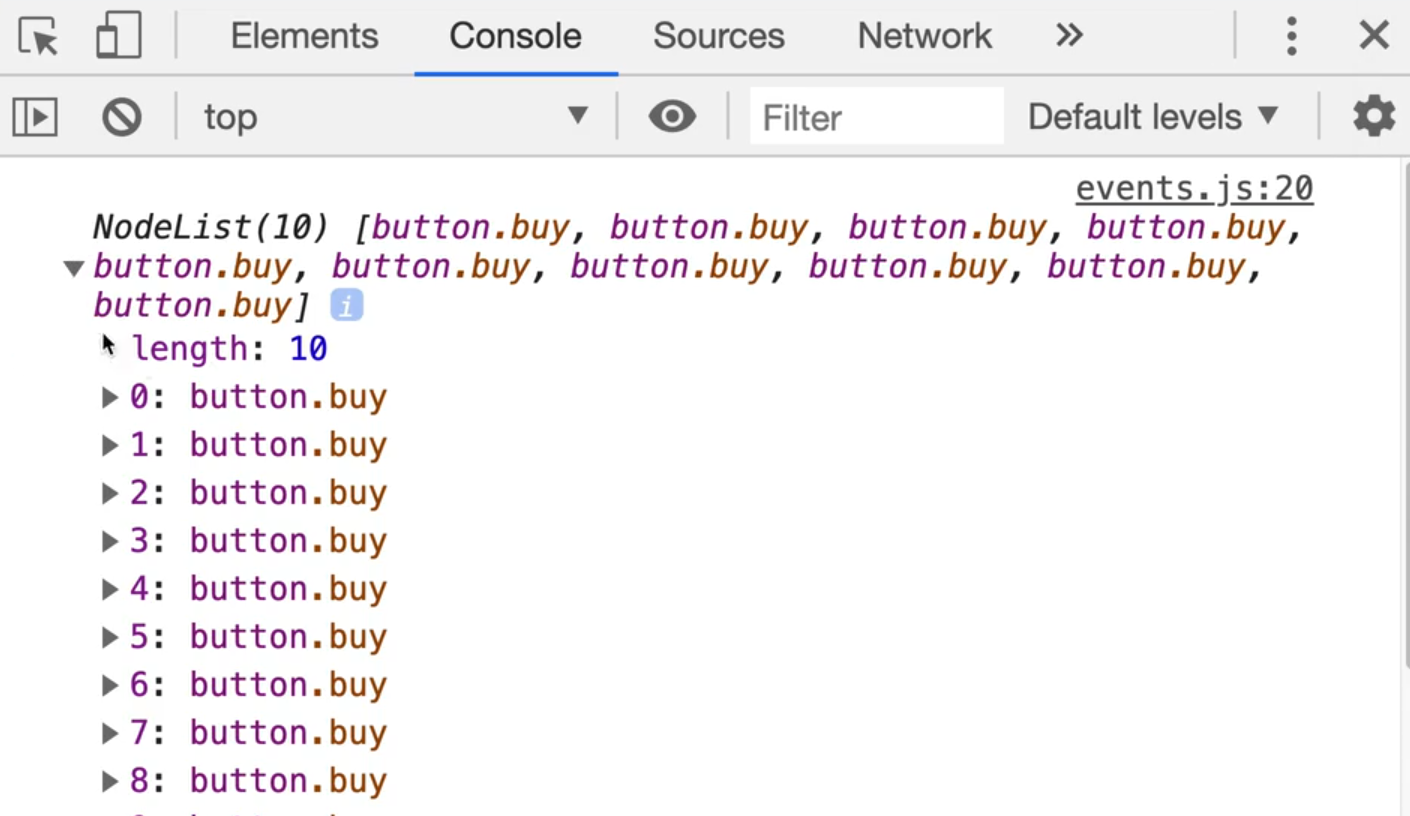 Elements Console Sources Network »
top Filter Default levels
events.js:20
NodeList(10) [button.buy, button.buy, button.buy, button.buy,
button.buy, button.buy, button.buy, button.buy, button.buy,
button.buy] i
length: 10
0: button.buy
1: button.buy
2: button.buy
3: button.buy
4: button.buy
5: button.buy
6: button.buy
7: button.buy
8: button.buy